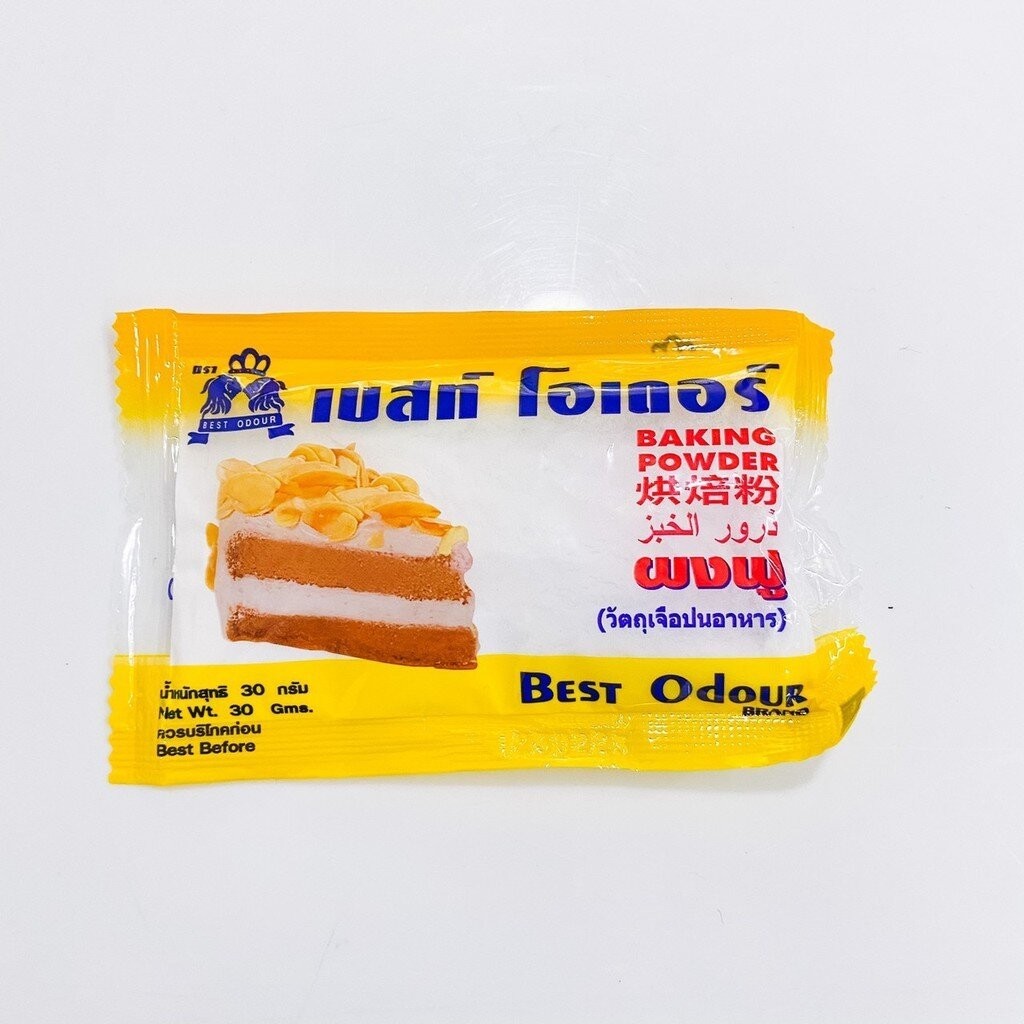 ตรา
BEST ODOUR
เบสท์ โอเดอร์
BAKING
POWDER
烘焙粉
ذرور الخبز
ผงฟู
(วัตถุเจือปนอาหาร)
น้ำหนักสุทธิ 30 กรัม
Net Wt. 30 Gms.
ควรบริโภคก่อน
Best Before
BEST ODOUR
BRAND